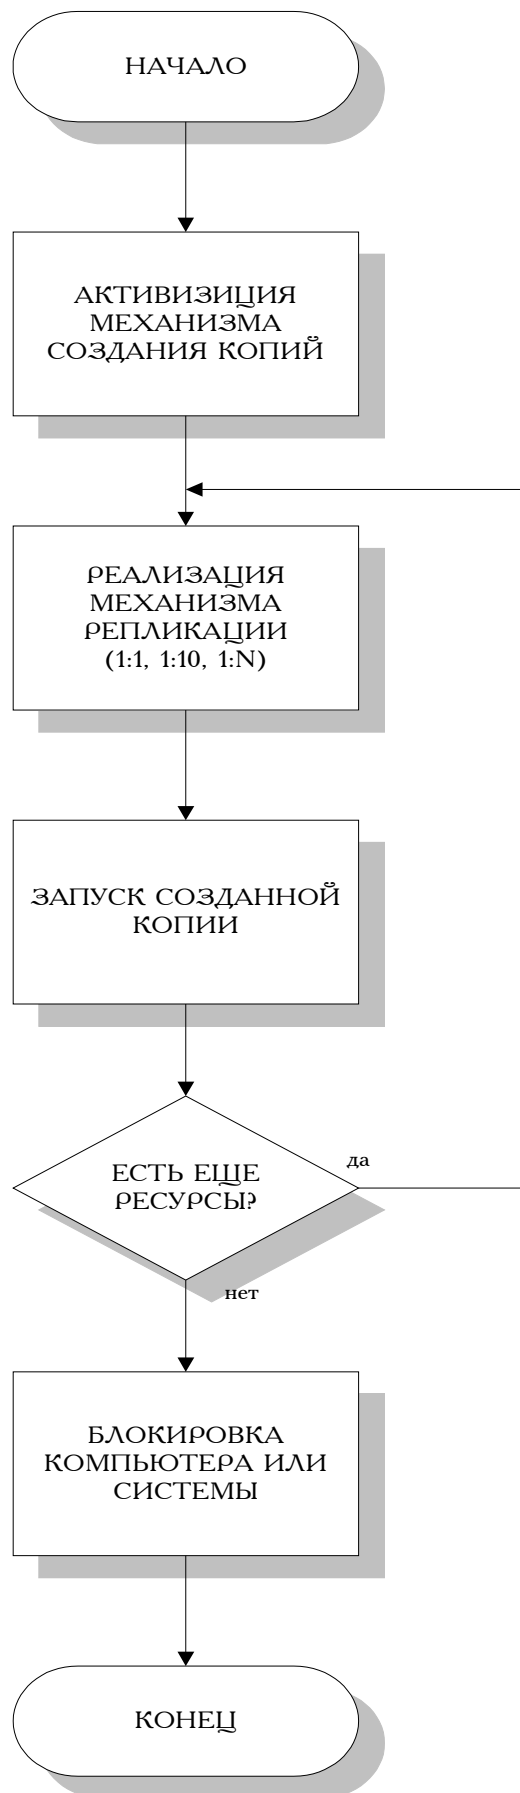 НАЧАЛО
АКТИВИЗИЦИЯ
МЕХАНИЗМА
СОЗДАНИЯ КОПИЙ
РЕАЛИЗАЦИЯ
МЕХАНИЗМА
РЕПЛИКАЦИИ
(1:1, 1:10, 1:N)
ЗАПУСК СОЗДАННОЙ
КОПИИ
да
ЕСТЬ ЕЩЕ
РЕСУРСЫ?
нет
БЛОКИРОВКА
КОМПЬЮТЕРА ИЛИ
СИСТЕМЫ
КОНЕЦ